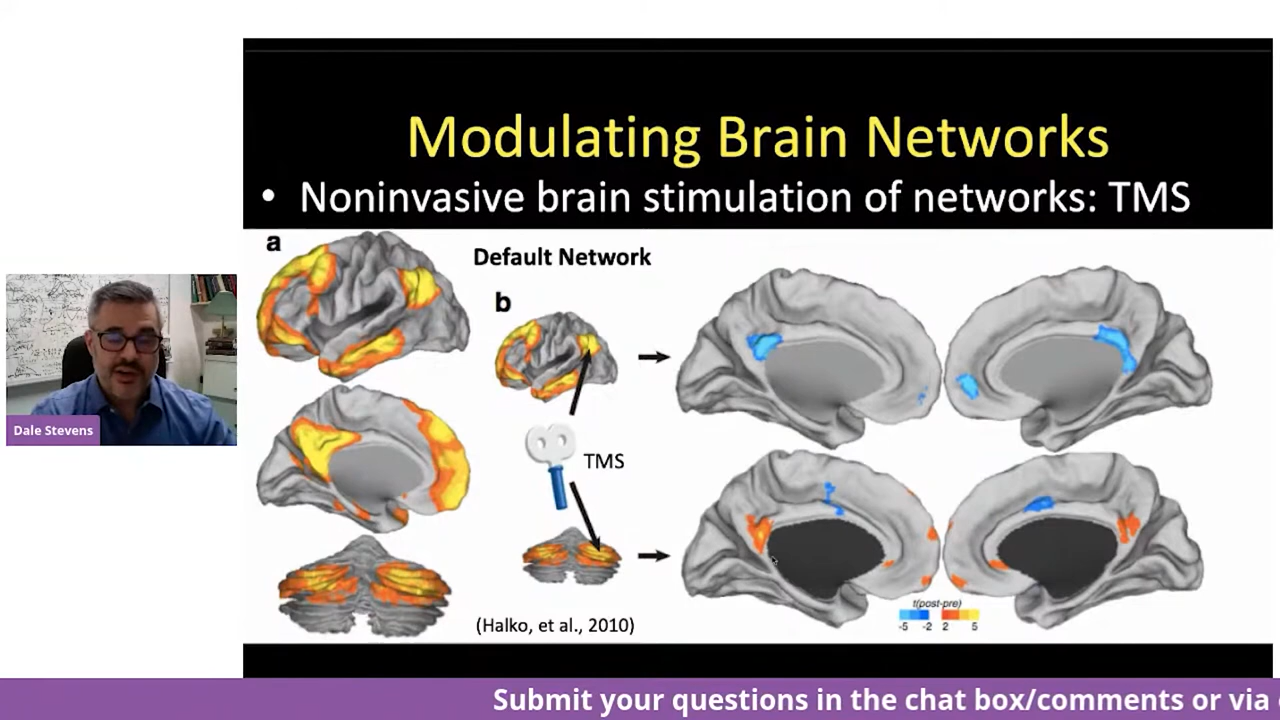 Modulating Brain Networks
• Noninvasive brain stimulation of networks: TMS
a
Default Network
b
TMS
(Halko, et al., 2010)
t(post-pre)
-5 -2 2 5
Dale Stevens
Submit your questions in the chat box/comments or via